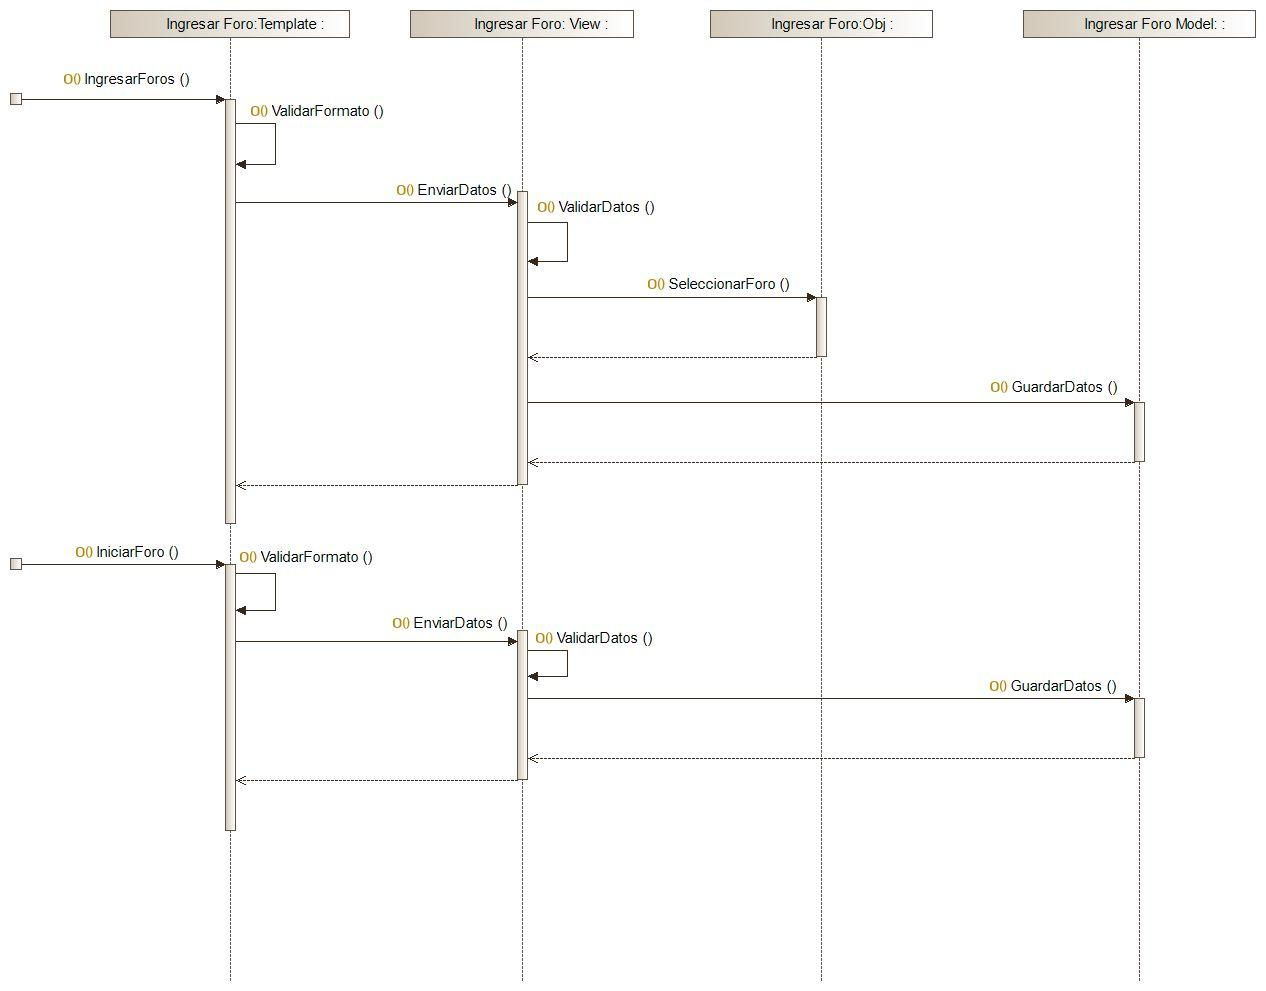 Ingresar Foro:Template :
Ingresar Foro: View :
Ingresar Foro:Obj :
Ingresar Foro Model: :
O() IngresarForos ()
O() ValidarFormato ()
O() EnviarDatos ()
O() ValidarDatos ()
O() SeleccionarForo ()
O() GuardarDatos ()
O() IniciarForo ()
O() ValidarFormato ()
O() EnviarDatos ()
O() ValidarDatos ()
O() GuardarDatos ()